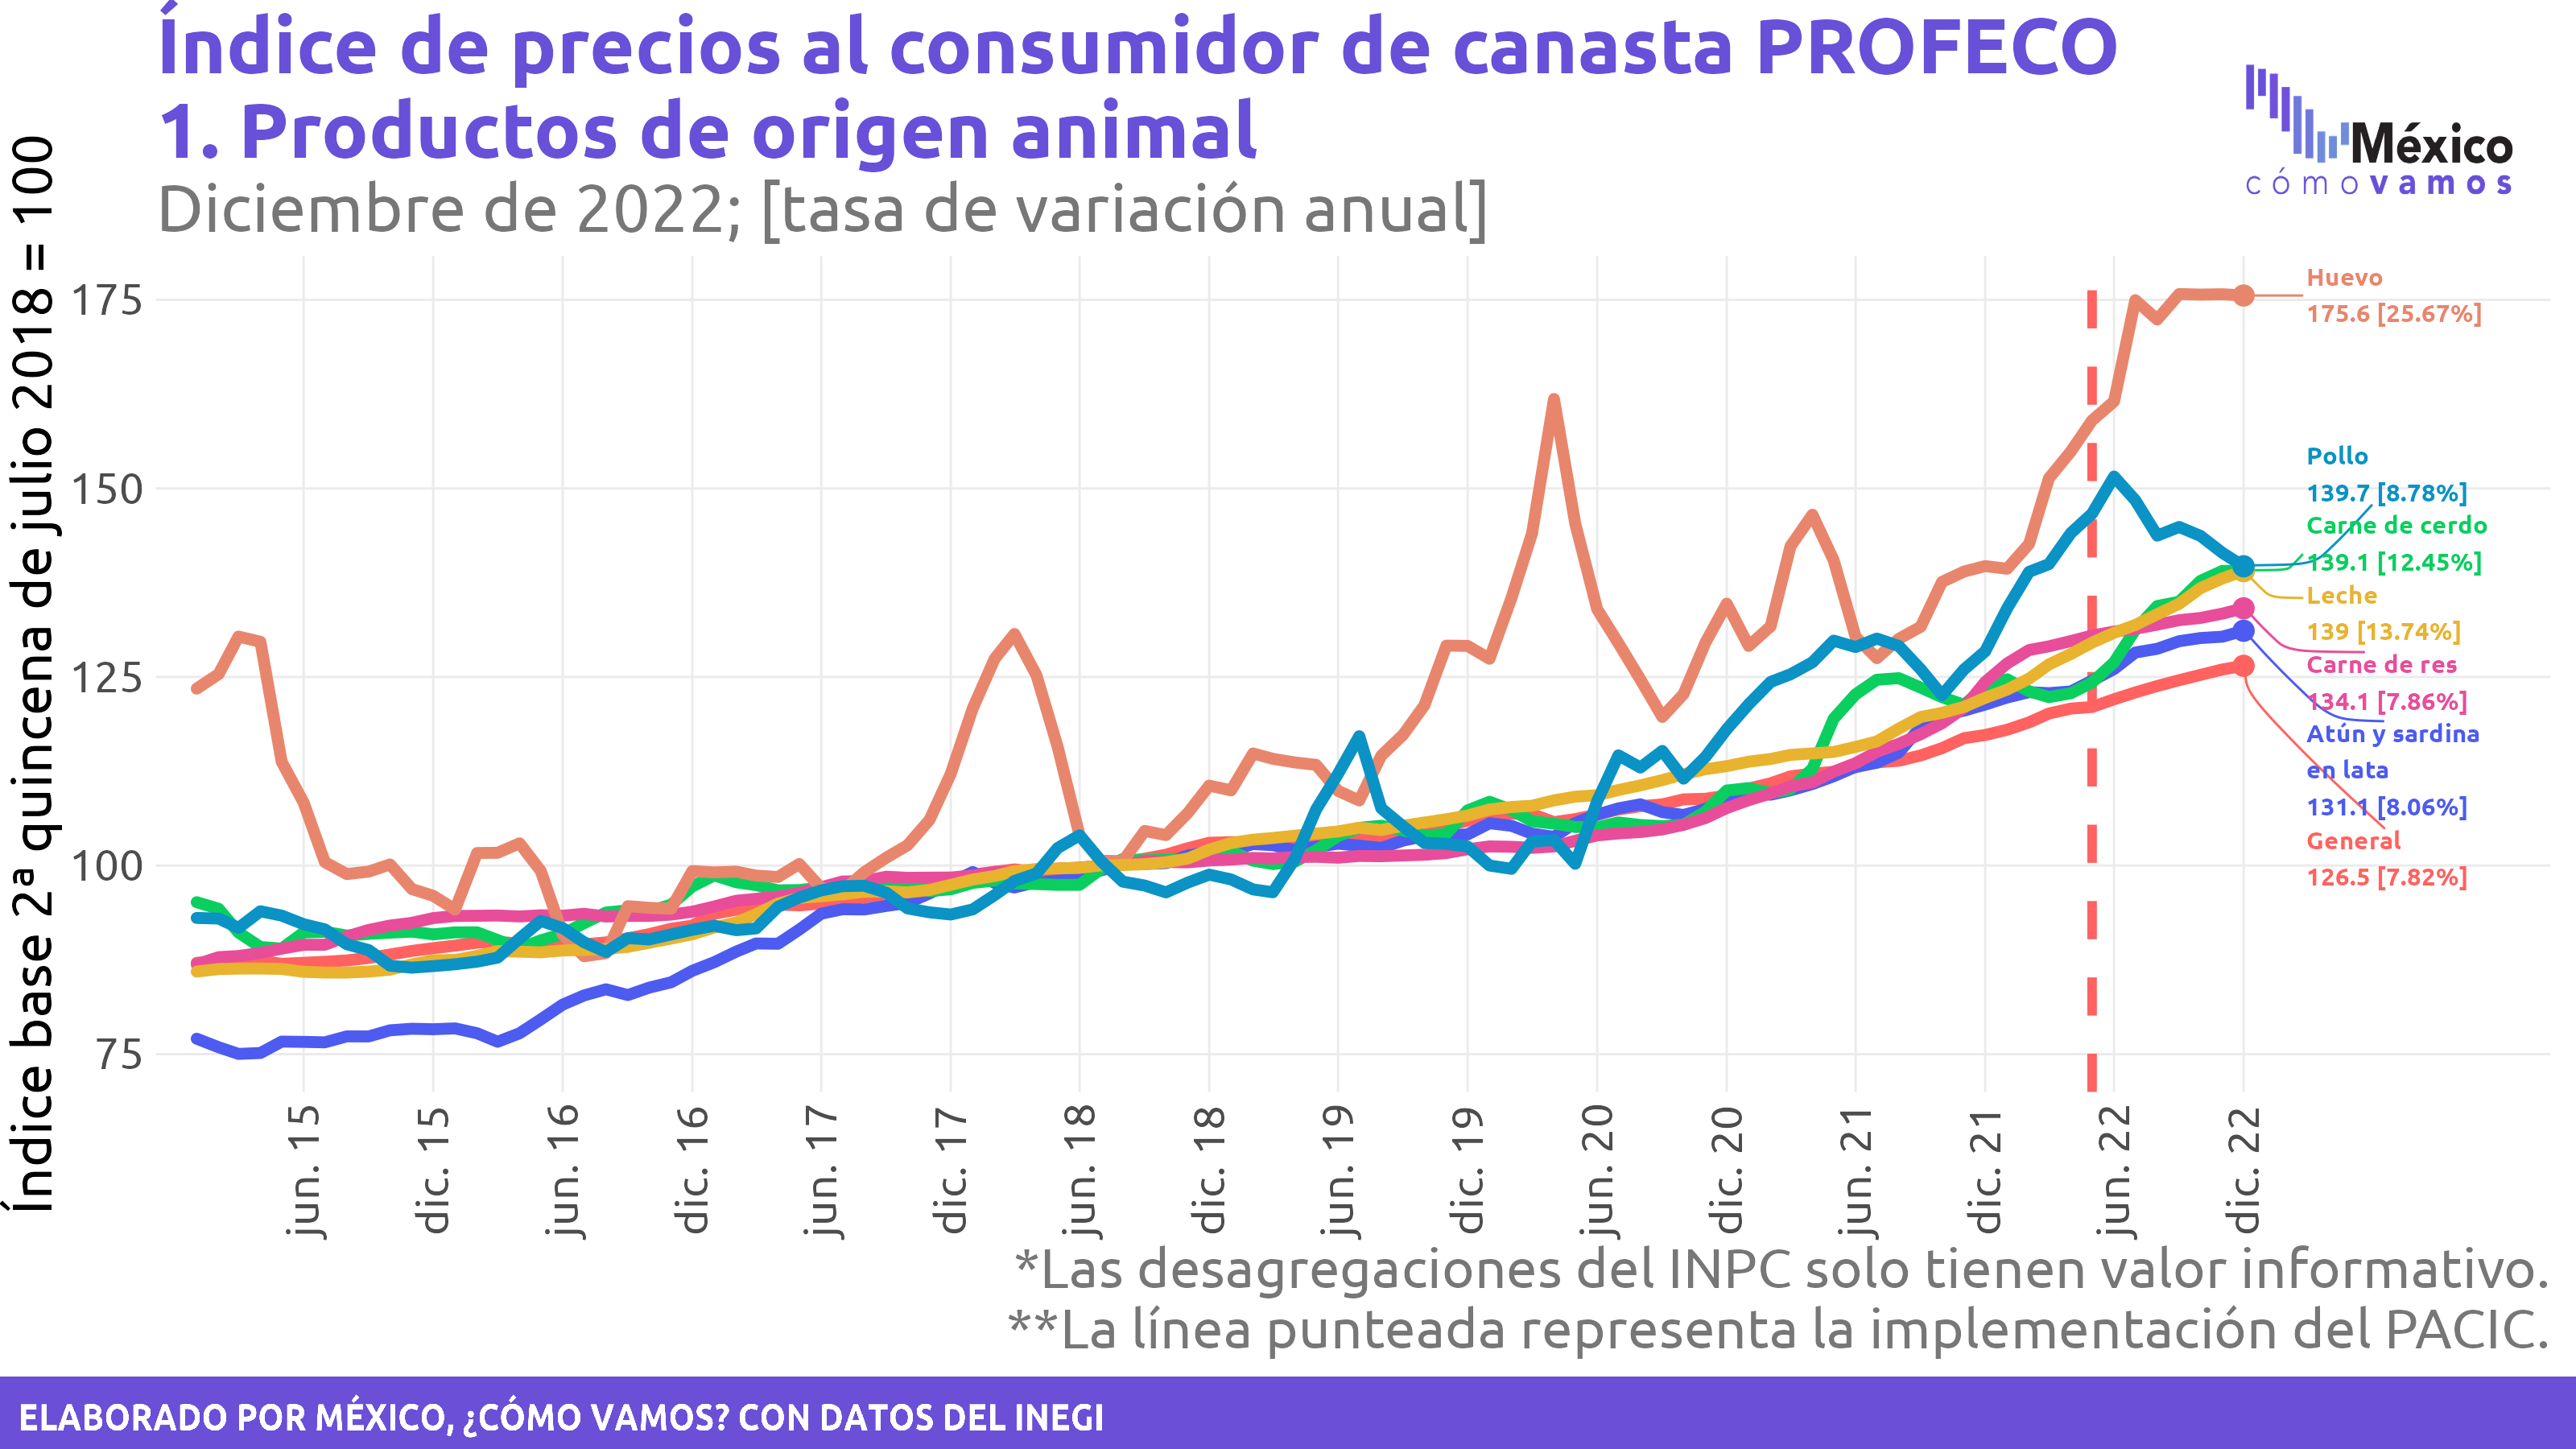 Índice de precios al consumidor de canasta PROFECO
1. Productos de origen animal
Diciembre de 2022; [tasa de variación anual]
México
cómo vamos
Índice base 2ª quincena de julio 2018 = 100
175
150
125
100
75
Huevo
175.6 [25.67%]
Pollo
139.7 [8.78%]
Carne de cerdo
139.1 [12.45%]
Leche
139 [13.74%]
Carne de res
134.1 [7.86%]
Atún y sardina
en lata
131.1 [8.06%]
General
126.5 [7.82%]
jun. 15
dic. 15
jun. 16
dic. 16
jun. 17
dic. 17
jun. 18
dic. 18
jun. 19
dic. 19
jun. 20
dic. 20
jun. 21
dic. 21
jun. 22
dic. 22
*Las desagregaciones del INPC solo tienen valor informativo.
**La línea punteada representa la implementación del PACIC.
ELABORADO POR MÉXICO, ¿CÓMO VAMOS? CON DATOS DEL INEGI